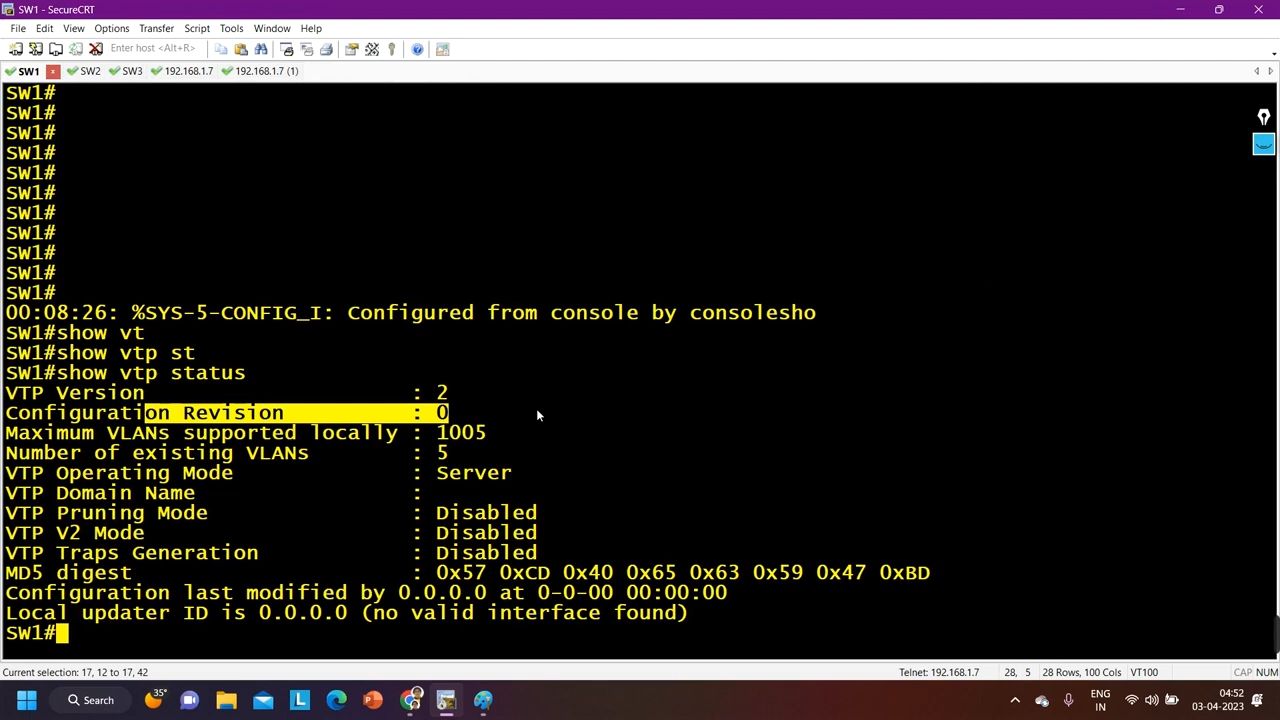 SW1 - SecureCRT
File Edit View Options Transfer Script Tools Window Help
Enter host <Alt+R>
SW1 x SW2 SW3 192.168.1.7 192.168.1.7 (1)
SW1#
SW1#
SW1#
SW1#
SW1#
SW1#
SW1#
SW1#
SW1#
SW1#
SW1#
00:08:26: %SYS-5-CONFIG_I: Configured from console by consolesho
SW1#show vt
SW1#show vtp st
SW1#show vtp status
VTP Version : 2
Configuration Revision : 0
Maximum VLANs supported locally : 1005
Number of existing VLANs : 5
VTP Operating Mode : Server
VTP Domain Name :
VTP Pruning Mode : Disabled
VTP V2 Mode : Disabled
VTP Traps Generation : Disabled
MD5 digest : 0x57 0xCD 0x40 0x65 0x63 0x59 0x47 0xBD
Configuration last modified by 0.0.0.0 at 0-0-00 00:00:00
Local updater ID is 0.0.0.0 (no valid interface found)
SW1#
Current selection: 17, 12 to 17, 42 Telnet: 192.168.1.7 28, 5 28 Rows, 100 Cols VT100 CAP NUM
Search 35° L P ENG IN 04:52 03-04-2023